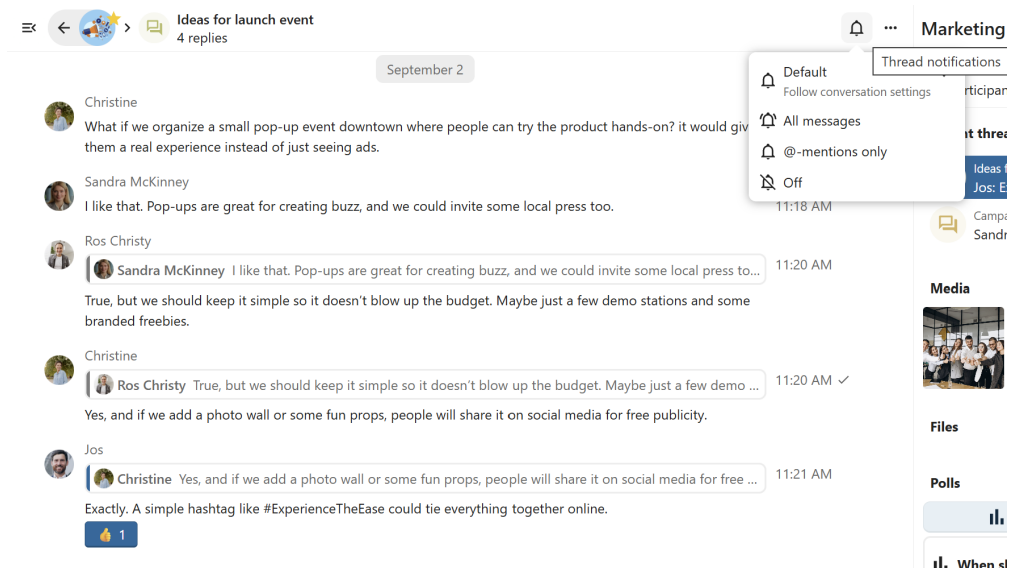 Ideas for launch event
4 replies
Marketing
Thread notifications
September 2
Default
Follow conversation settings
All messages
@-mentions only
Off
Christine
What if we organize a small pop-up event downtown where people can try the product hands-on? it would giv
them a real experience instead of just seeing ads.
Sandra McKinney
I like that. Pop-ups are great for creating buzz, and we could invite some local press too.
11:18 AM
Ros Christy
Sandra McKinney I like that. Pop-ups are great for creating buzz, and we could invite some local press to...
11:20 AM
True, but we should keep it simple so it doesn’t blow up the budget. Maybe just a few demo stations and some
branded freebies.
Christine
Ros Christy True, but we should keep it simple so it doesn’t blow up the budget. Maybe just a few demo ...
11:20 AM
Yes, and if we add a photo wall or some fun props, people will share it on social media for free publicity.
Jos
Christine Yes, and if we add a photo wall or some fun props, people will share it on social media for free ...
11:21 AM
Exactly. A simple hashtag like #ExperienceTheEase could tie everything together online.
👍 1
rticipan
t threa
Ideas f
Jos: E
Campa
Sandr
Media
Files
Polls
When sh